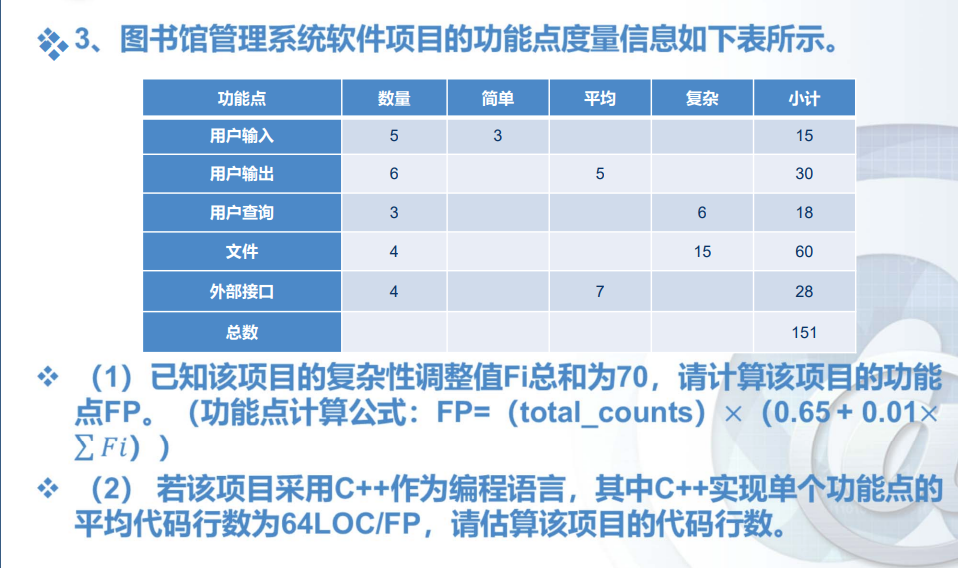 3、图书馆管理系统软件项目的功能点度量信息如下表所示。
功能点 数量 简单 平均 复杂 小计
用户输入 5 3 15
用户输出 6 5 30
用户查询 3 6 18
文件 4 15 60
外部接口 4 7 28
总数 151
（1）已知该项目的复杂性调整值Fi总和为70，请计算该项目的功能
点FP。（功能点计算公式：FP=（total_counts）×（0.65 + 0.01×
∑ Fi））
（2） 若该项目采用C++作为编程语言，其中C++实现单个功能点的
平均代码行数为64LOC/FP，请估算该项目的代码行数。